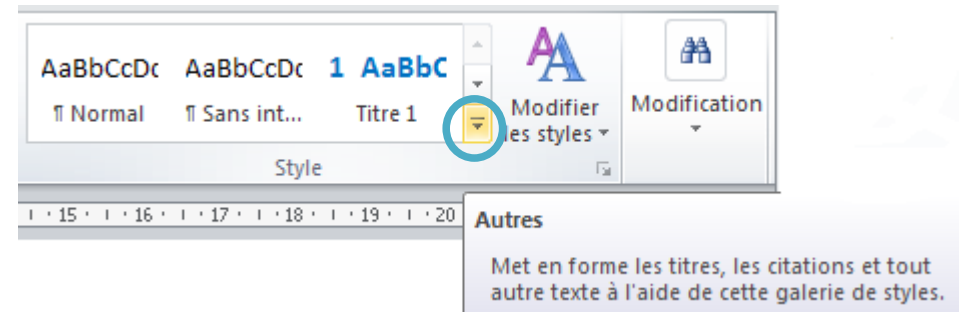 AaBbCcDc AaBbCcDc 1 AaBbC
¶ Normal ¶ Sans int... Titre 1
Modifier
les styles
Modification
Style
15 16 17 18 19 20
Autres
Met en forme les titres, les citations et tout
autre texte à l'aide de cette galerie de styles.